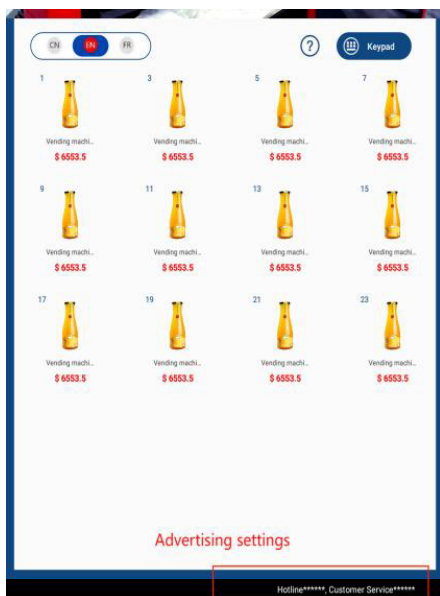 CN EN FR ? Keypad
1 3 5 7
Vending machi... Vending machi... Vending machi... Vending machi...
$ 6553.5 $ 6553.5 $ 6553.5 $ 6553.5
9 11 13 15
Vending machi... Vending machi... Vending machi... Vending machi...
$ 6553.5 $ 6553.5 $ 6553.5 $ 6553.5
17 19 21 23
Vending machi... Vending machi... Vending machi... Vending machi...
$ 6553.5 $ 6553.5 $ 6553.5 $ 6553.5
Advertising settings
Hotline******, Customer Service******